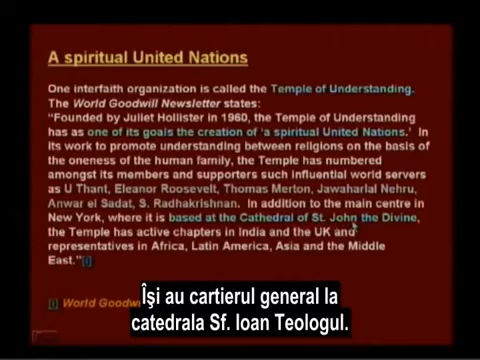 A spiritual United Nations
One interfaith organization is called the Temple of Understanding.
The World Goodwill Newsletter states:
"Founded by Juliet Hollister in 1960, the Temple of Understanding
has as one of its goals the creation of 'a spiritual United Nations.' In
its work to promote understanding between religions on the basis of
the oneness of the human family, the Temple has numbered
amongst its members and supporters such influential world servers
as U Thant, Eleanor Roosevelt, Thomas Merton, Jawaharlal Nehru,
Anwar el Sadat, S. Radhakrishnan. In addition to the main centre in
New York, where it is based at the Cathedral of St. John the Divine,
the Temple has active chapters in India and the UK and
representatives in Africa, Latin America, Asia and the Middle
East."[]
Îşi au cartierul general la
[] World Goodw
catedrala Sf. Ioan Teologul.